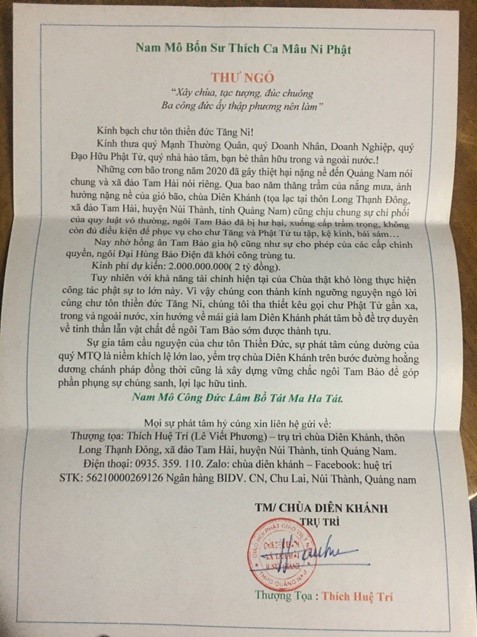 Nam Mô Bổn Sư Thích Ca Mâu Ni Phật
THƯ NGỎ
“Xây chùa, tạc tượng, đúc chuông
Ba công đức ấy thập phương nên làm”
Kính bạch chư tôn thiền đức Tăng Ni!
Kính thưa quý Mạnh Thường Quân, quý Doanh Nhân, Doanh Nghiệp, quý
Đạo Hữu Phật Tử, quý nhà hảo tâm, bạn bè thân hữu trong và ngoài nước.!
Những cơn bão trong năm 2020 đã gây thiệt hại nặng nề đến Quảng Nam nói
chung và xã đảo Tam Hải nói riêng. Qua bao năm thăng trầm của nắng mưa, ảnh
hưởng nặng nề của gió bão, chùa (tọa lạc tại thôn Long Thạnh Đông,
xã đảo Tam Hải, huyện Núi Thành, tỉnh Quảng Nam) cũng chịu chung sự chi phối
của quy luật vô thường, ngôi Tam Bảo đã bị hư hại, xuống cấp trầm trọng, không
còn đủ điều kiện để phục vụ cho chư Tăng và Phật Tử tu tập, kệ kinh, bái sám…
Nay nhờ hồng ân Tam Bảo gia hộ cũng như sự cho phép của các cấp chính
quyền, ngôi Đại Hùng Bảo Điện đã khởi công trùng tu.
Kinh phí dự kiến: 2.000.000.000( 2 tỷ đồng).
Tuy nhiên với khả năng tài chính hiện tại của Chùa thật khó lòng thực hiện
công tác phật sự to lớn này. Vì vậy chúng con thành kính ngưỡng nguyện ngỏ lời
cùng chư tôn thiền đức Tăng Ni, chúng tôi tha thiết kêu gọi chư Phật Tử gần xa,
trong và ngoài nước, xin hướng về mái già lam Diên Khánh phát tâm bồ đề trợ duyên
về tinh thần lẫn vật chất để ngôi Tam Bảo sớm được thành tựu.
Sự gia tâm cầu nguyện của chư tôn Thiền Đức, sự phát tâm cúng dường của
quý MTQ là niềm khích lệ lớn lao, yểm trợ chùa Diên Khánh trên bước đường hoằng
dương chánh pháp đồng thời cũng là xây dựng vững chắc ngôi Tam Bảo để góp
phần phụng sự chúng sanh, lợi lạc hữu tình.
Nam Mô Công Đức Lâm Bồ Tát Ma Ha Tát.
Mọi sự phát tâm hỷ cúng xin liên hệ gửi về:
Thượng tọa: Thích Huệ Trí (Lê Viết Phương) – trụ trì chùa Diên Khánh, thôn
Long Thạnh Đông, xã đảo Tam Hải, huyện Núi Thành, tỉnh Quảng Nam.
Điện thoại: 0935. 359. 110. Zalo: chùa diên khánh – Facebook: huệ trí
STK: 56210000269126 Ngân hàng BIDV. CN, Chu Lai, Núi Thành, Quảng nam
TM/ CHÙA DIÊN KHÁNH
TRỤ TRÌ
Thượng Tọa : Thích Huệ Trí